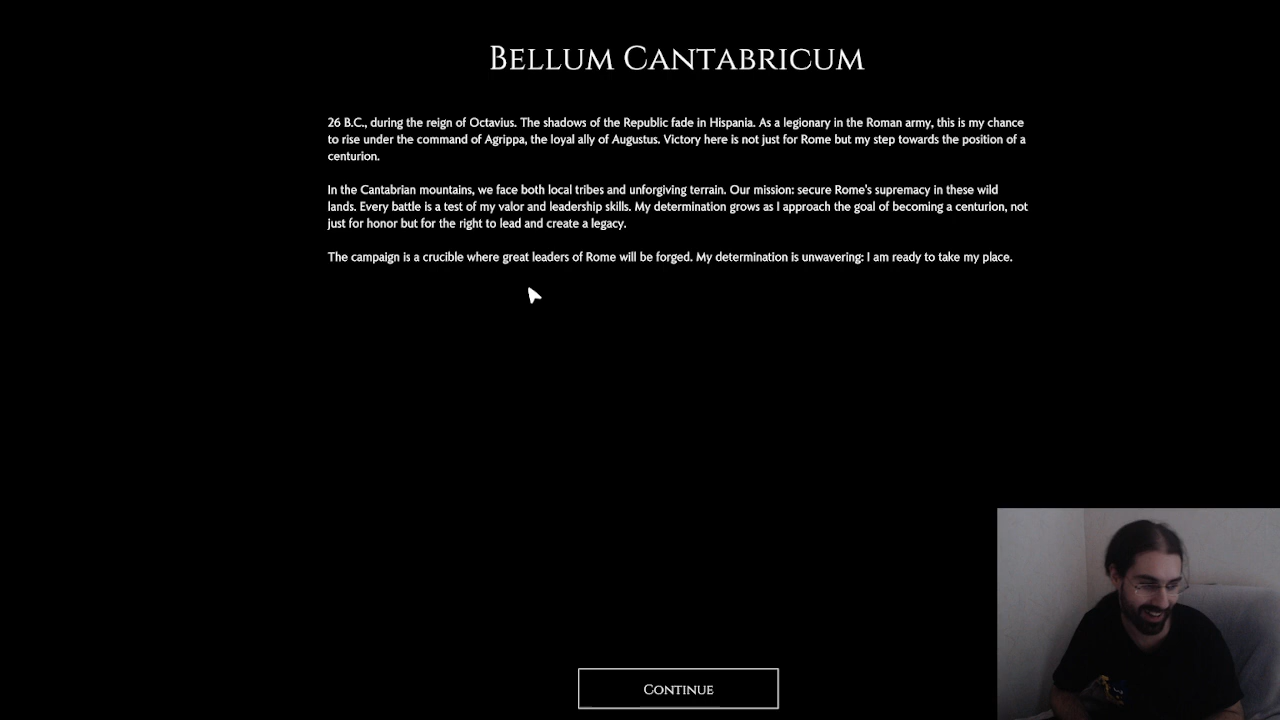 BELLUM CANTABRICUM
26 B.C., during the reign of Octavius. The shadows of the Republic fade in Hispania. As a legionary in the Roman army, this is my chance
to rise under the command of Agrippa, the loyal ally of Augustus. Victory here is not just for Rome but my step towards the position of a
centurion.
In the Cantabrian mountains, we face both local tribes and unforgiving terrain. Our mission: secure Rome's supremacy in these wild
lands. Every battle is a test of my valor and leadership skills. My determination grows as I approach the goal of becoming a centurion, not
just for honor but for the right to lead and create a legacy.
The campaign is a crucible where great leaders of Rome will be forged. My determination is unwavering: I am ready to take my place.
CONTINUE